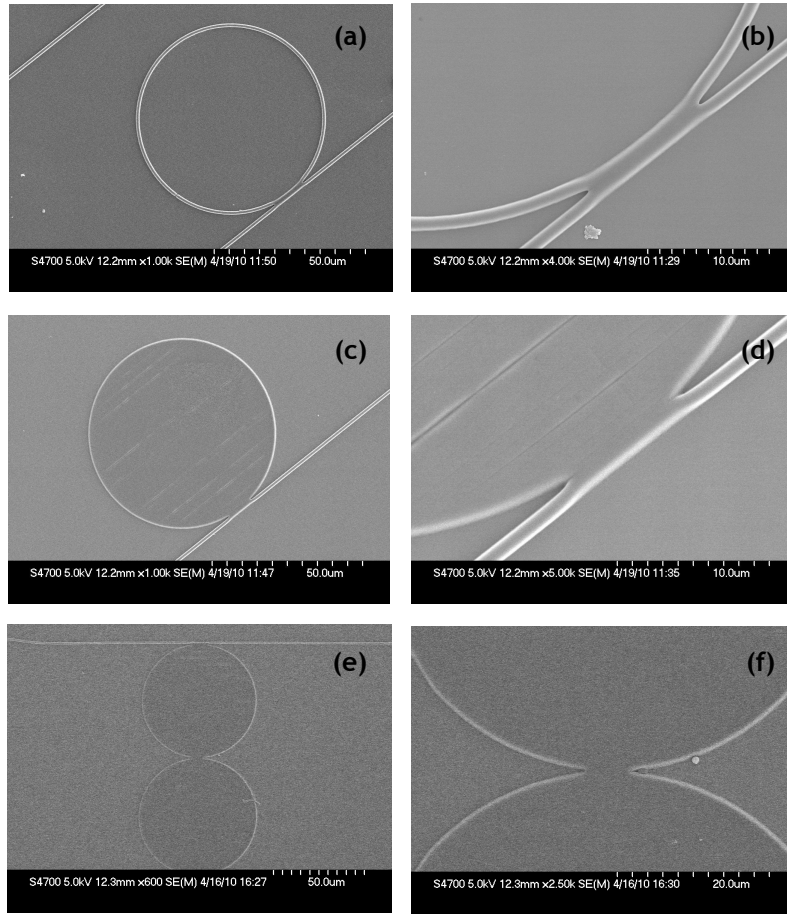 (a)
S4700 5.0kV 12.2mm x1.00k SE(M) 4/19/10 11:50 50.0um
(b)
S4700 5.0kV 12.2mm x4.00k SE(M) 4/19/10 11:29 10.0um
(c)
S4700 5.0kV 12.2mm x1.00k SE(M) 4/19/10 11:47 50.0um
(d)
S4700 5.0kV 12.2mm x5.00k SE(M) 4/19/10 11:35 10.0um
(e)
S4700 5.0kV 12.3mm x600 SE(M) 4/16/10 16:27 50.0um
(f)
S4700 5.0kV 12.3mm x2.50k SE(M) 4/16/10 16:30 20.0um